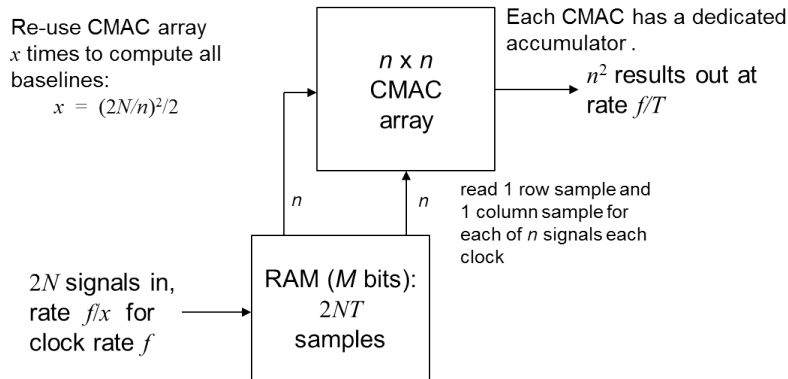 Re-use CMAC array
x times to compute all
baselines:
x = (2N/n)²/2
n x n
CMAC
array
Each CMAC has a dedicated
accumulator .
n² results out at
rate f/T
n
n
read 1 row sample and
1 column sample for
each of n signals each
clock
2N signals in,
rate f/x for
clock rate f
RAM (M bits):
2NT
samples